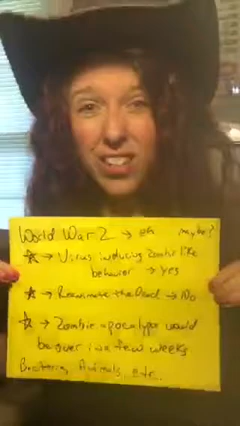 World War Z → eh maybe?
☆ → Virus inducing Zombie like
behavior → yes
☆ → Reanimate the Dead → No
☆ → Zombie apocalypse would
be over in a few weeks
Bacteria, Animals, etc..